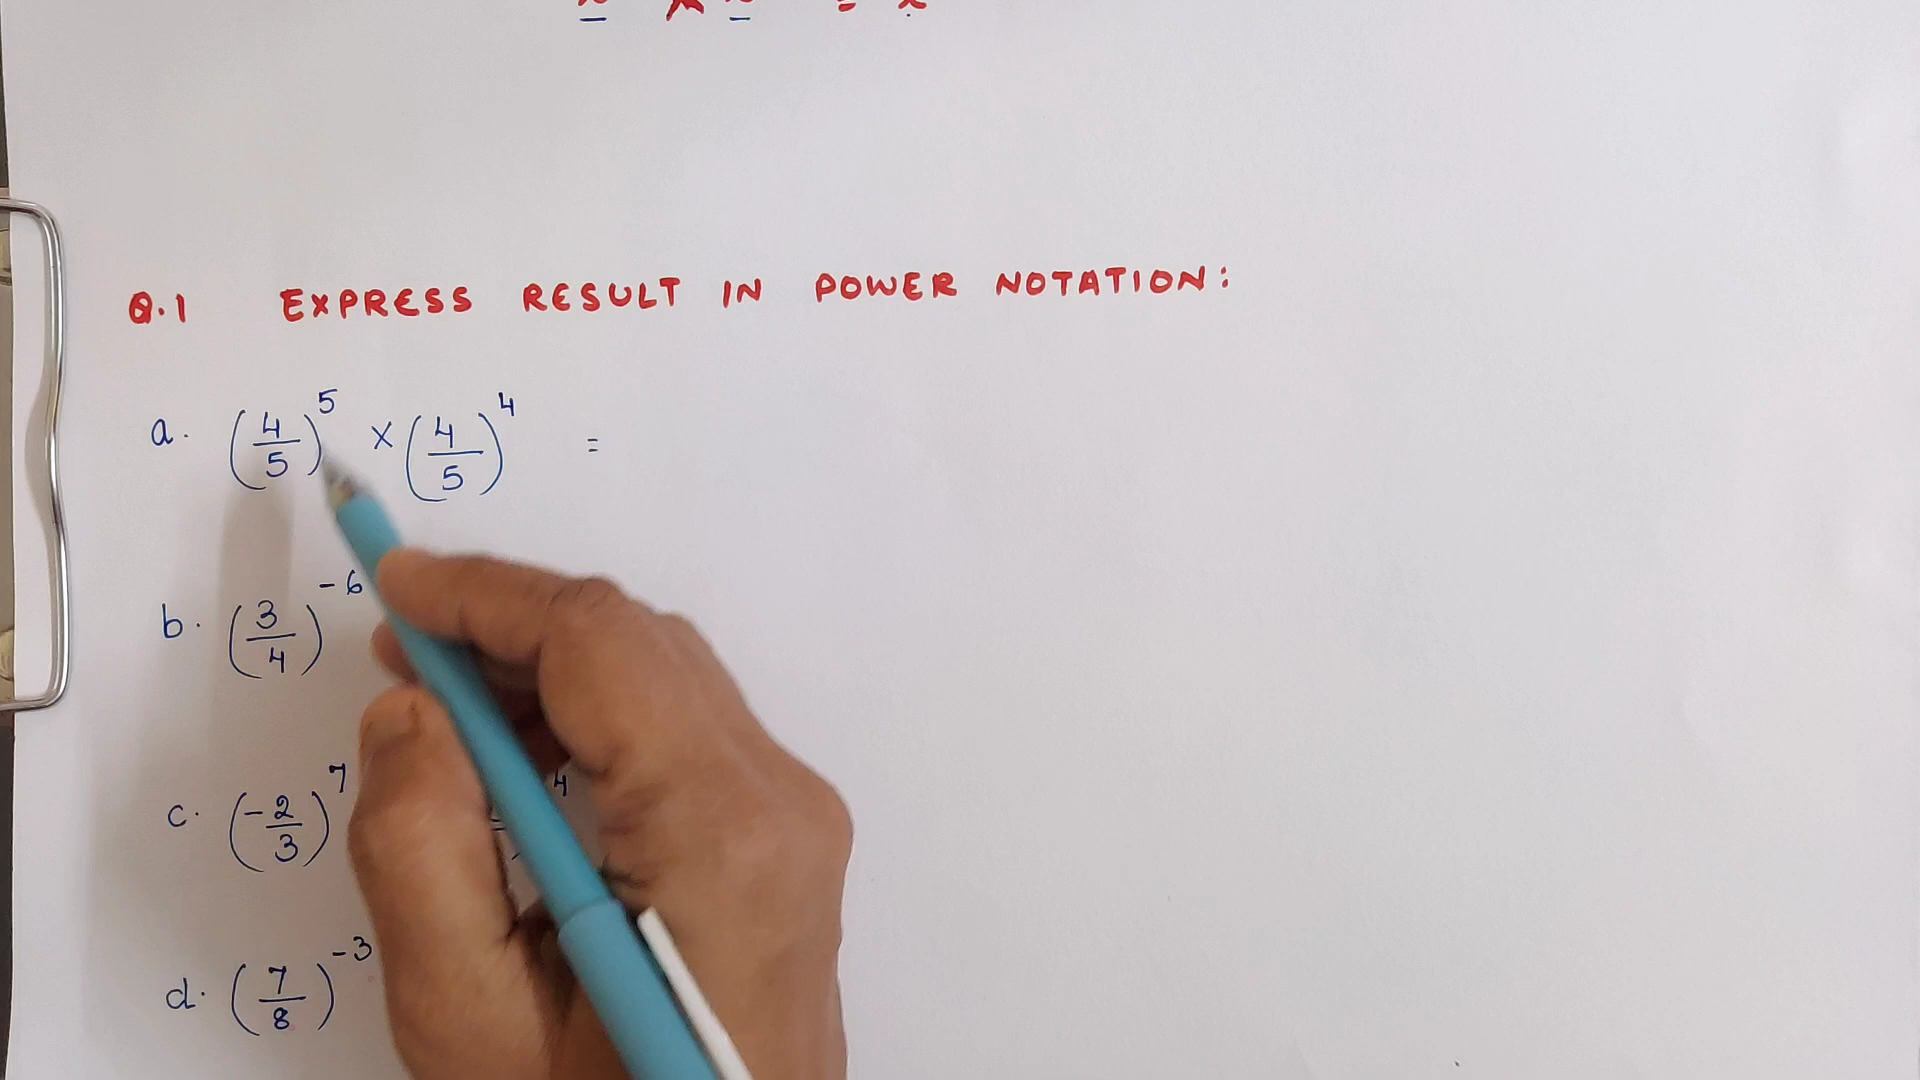 Q.1 EXPRESS RESULT IN POWER NOTATION:
a. (4/5)^5 × (4/5)^4 =
b. (3/4)^-6
c. (-2/3)^7 4
d. (7/8)^-3